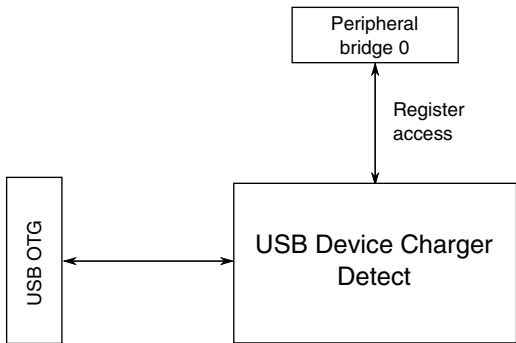 Peripheral
bridge 0
Register
access
USB OTG
USB Device Charger
Detect